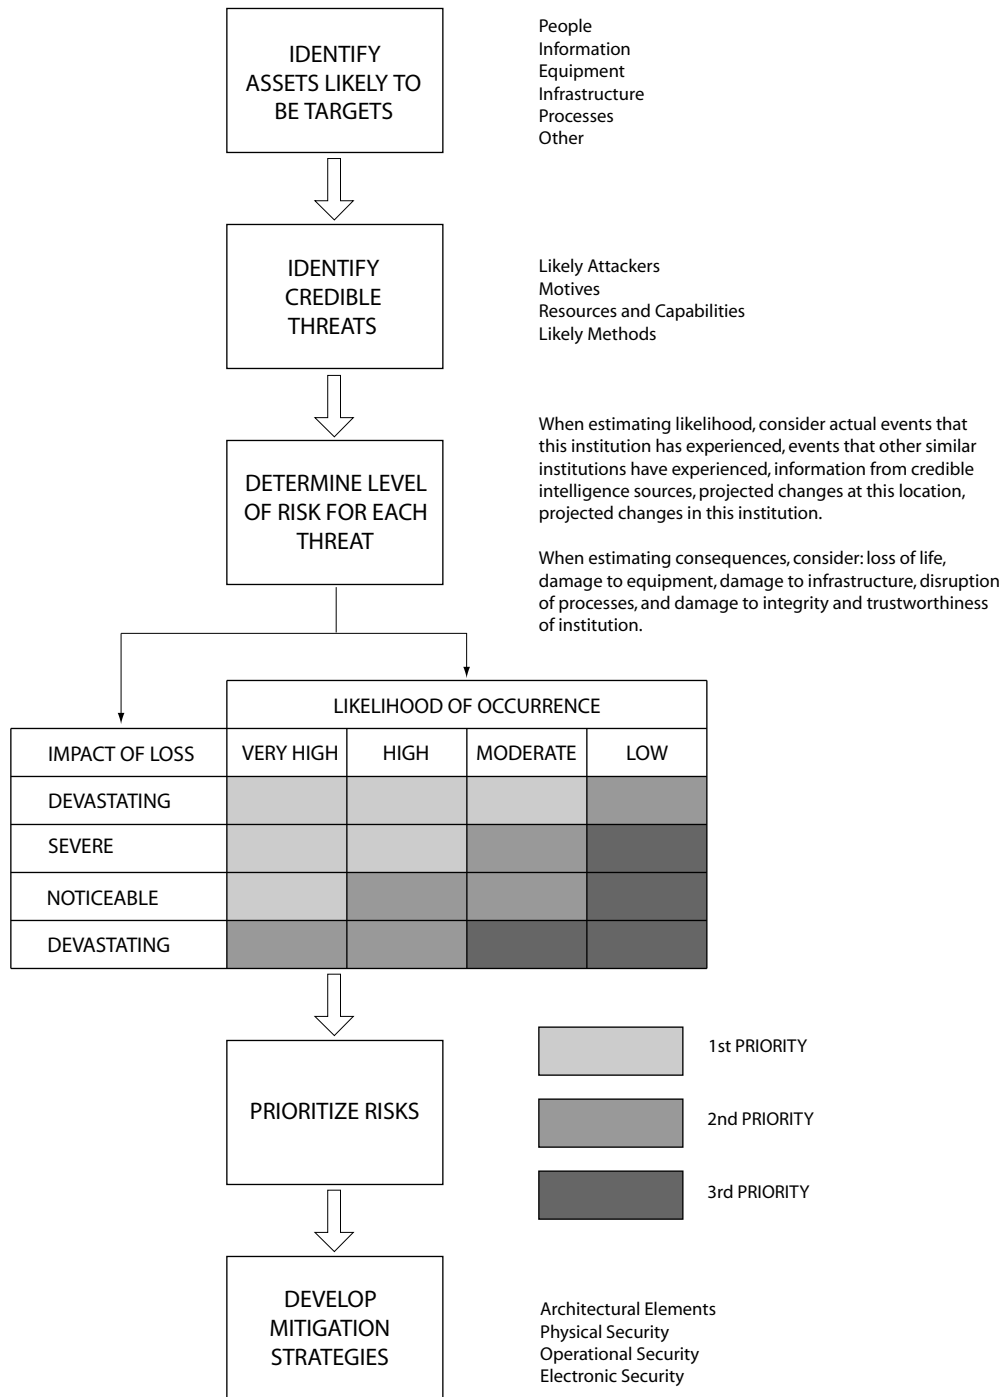 IDENTIFY
ASSETS LIKELY TO
BE TARGETS
People
Information
Equipment
Infrastructure
Processes
Other
IDENTIFY
CREDIBLE
THREATS
Likely Attackers
Motives
Resources and Capabilities
Likely Methods
DETERMINE LEVEL
OF RISK FOR EACH
THREAT
When estimating likelihood, consider actual events that
this institution has experienced, events that other similar
institutions have experienced, information from credible
intelligence sources, projected changes at this location,
projected changes in this institution.
When estimating consequences, consider: loss of life,
damage to equipment, damage to infrastructure, disruption
of processes, and damage to integrity and trustworthiness
of institution.
LIKELIHOOD OF OCCURRENCE
IMPACT OF LOSS VERY HIGH HIGH MODERATE LOW
DEVASTATING
SEVERE
NOTICEABLE
DEVASTATING
PRIORITIZE RISKS
1st PRIORITY
2nd PRIORITY
3rd PRIORITY
DEVELOP
MITIGATION
STRATEGIES
Architectural Elements
Physical Security
Operational Security
Electronic Security